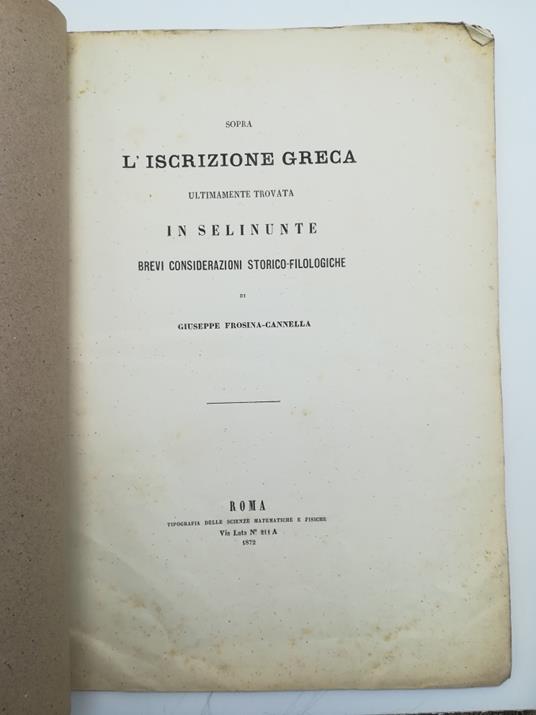 SOPRA
L'ISCRIZIONE GRECA
ULTIMAMENTE TROVATA
IN SELINUNTE
BREVI CONSIDERAZIONI STORICO-FILOLOGICHE
DI
GIUSEPPE FROSINA-CANNELLA
ROMA
TIPOGRAFIA DELLE SCIENZE MATEMATICHE E FISICHE
Via Lata N° 211 A
1872